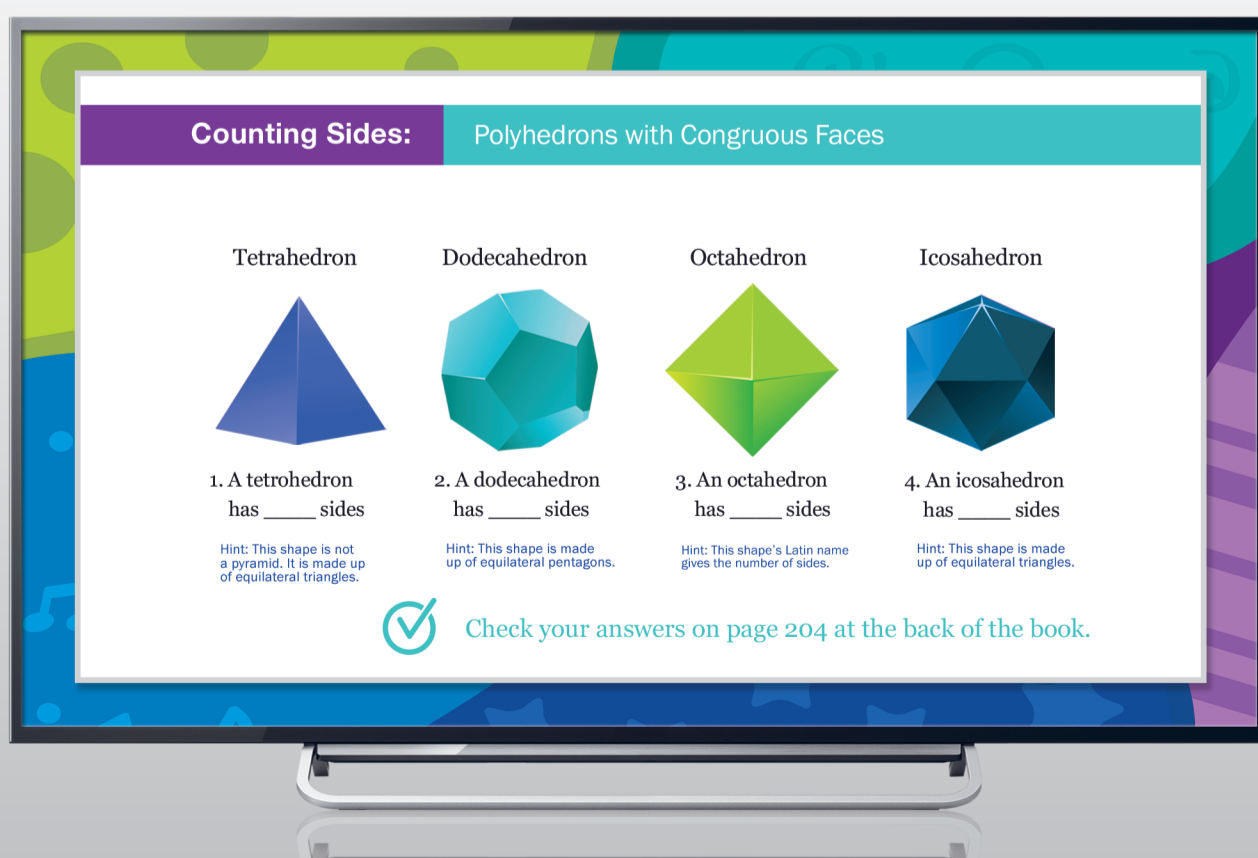 Counting Sides: Polyhedrons with Congruous Faces
Tetrahedron
Dodecahedron
Octahedron
Icosahedron
1. A tetrohedron
has _____ sides
Hint: This shape is not
a pyramid. It is made up
of equilateral triangles.
2. A dodecahedron
has _____ sides
Hint: This shape is made
up of equilateral pentagons.
3. An octahedron
has _____ sides
Hint: This shape's Latin name
gives the number of sides.
4. An icosahedron
has _____ sides
Hint: This shape is made
up of equilateral triangles.
Check your answers on page 204 at the back of the book.